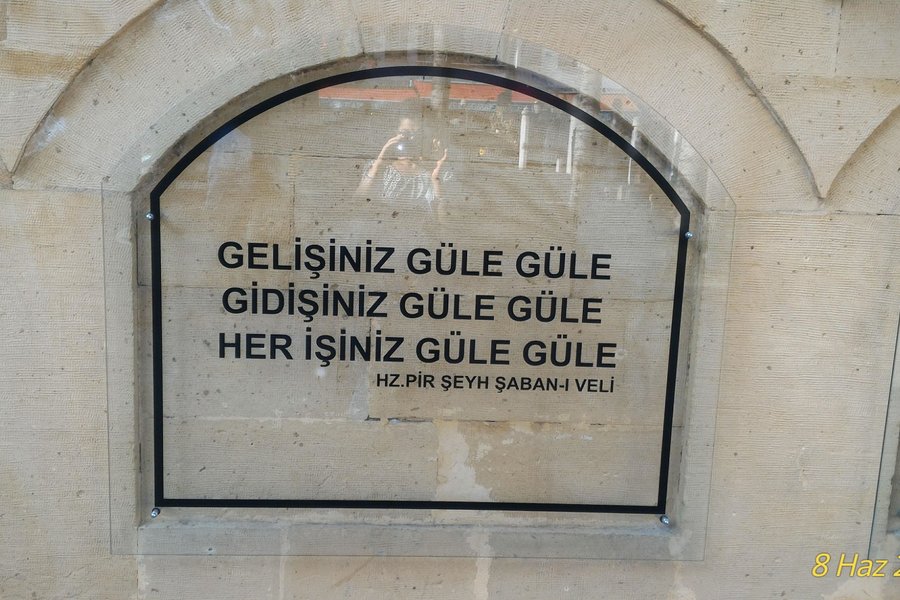 GELİŞİNİZ GÜLE GÜLE
GİDİŞİNİZ GÜLE GÜLE
HER İŞİNİZ GÜLE GÜLE
HZ.PİR ŞEYH ŞABAN-I VELİ
8 Haz